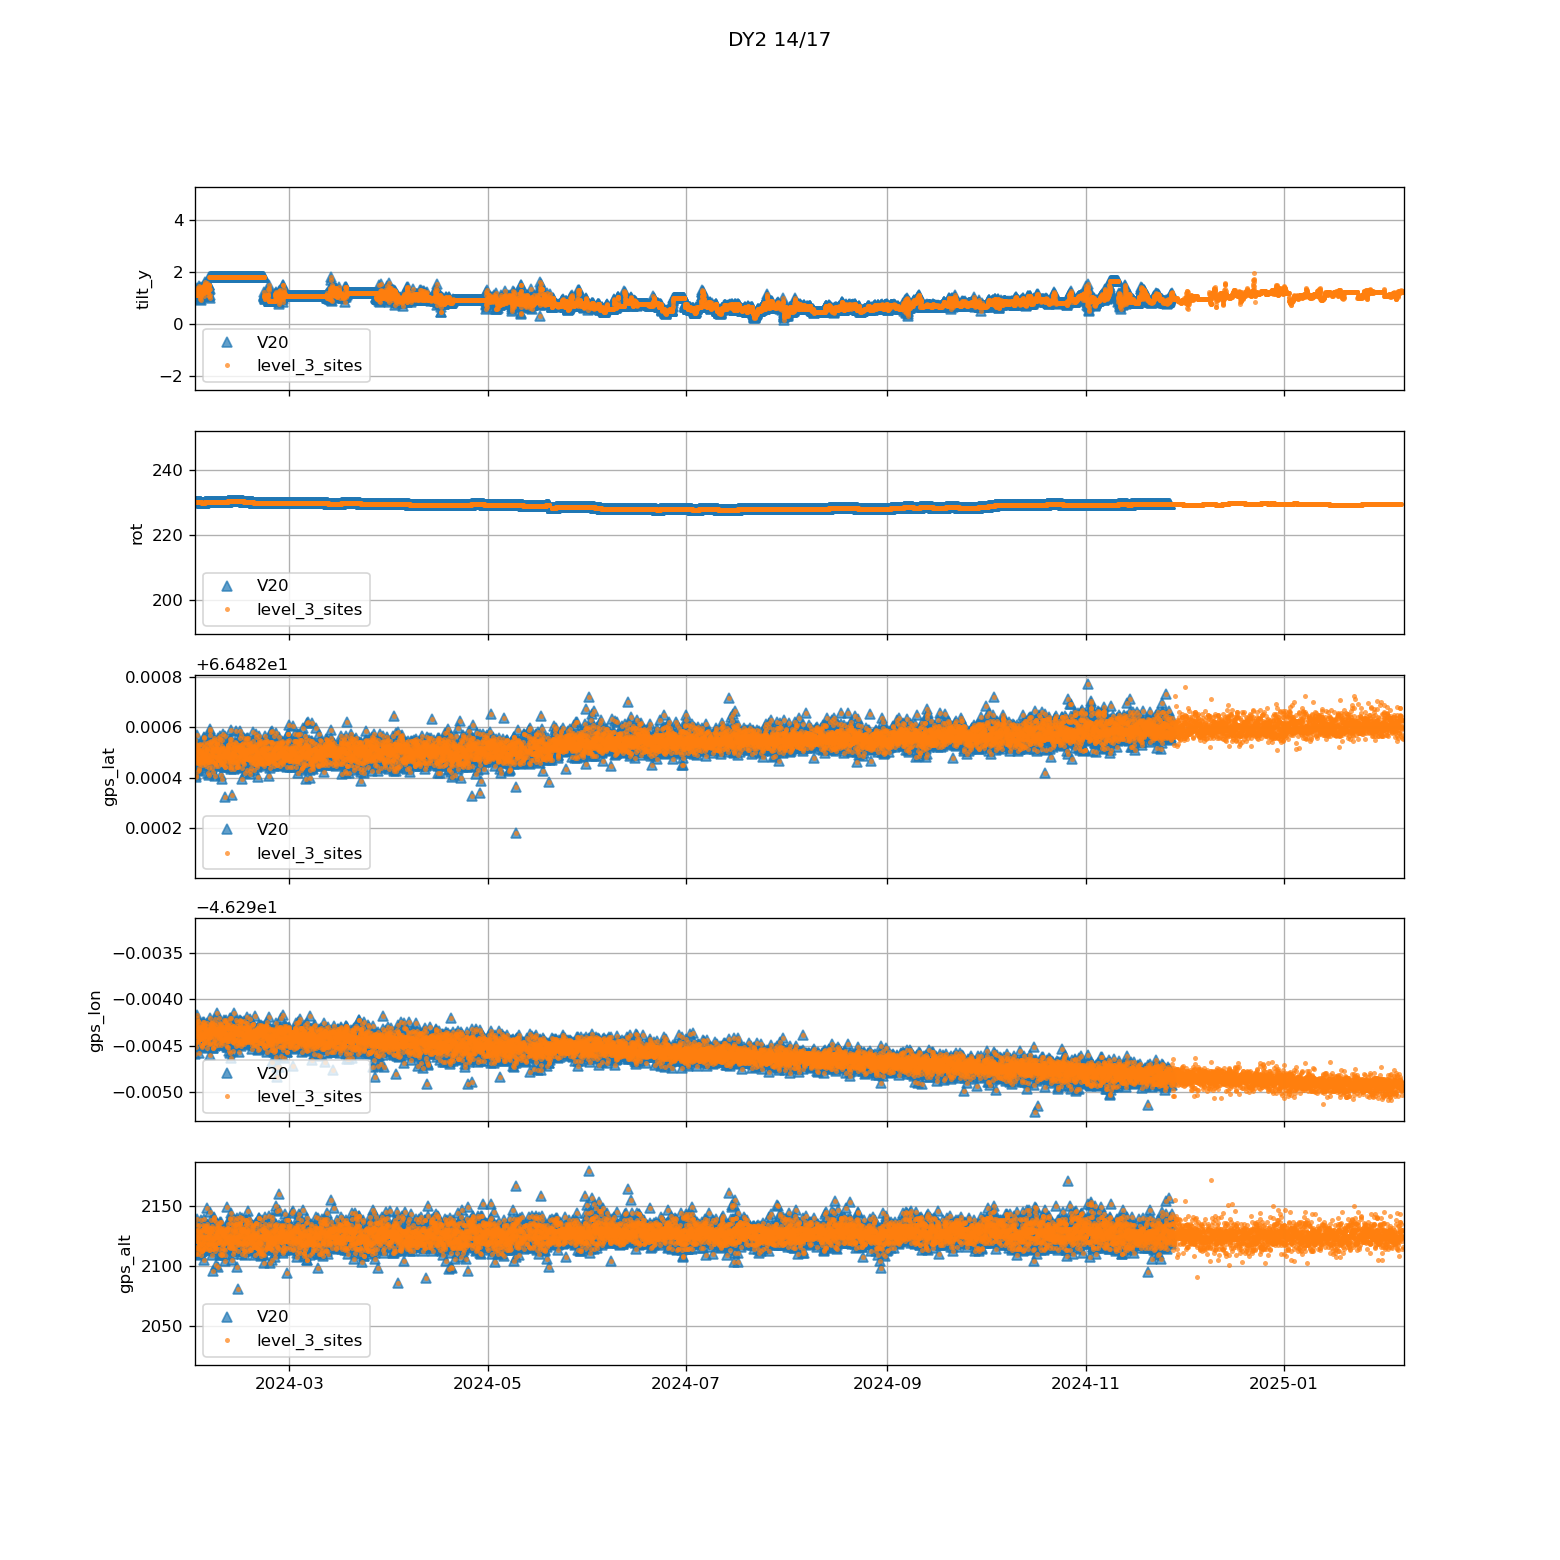 DY2 14/17
4
2
0
−2
tilt_y
V20
level_3_sites
240
220
200
rot
V20
level_3_sites
+6.6482e1
0.0008
0.0006
0.0004
0.0002
gps_lat
V20
level_3_sites
−4.629e1
−0.0035
−0.0040
−0.0045
−0.0050
gps_lon
V20
level_3_sites
2150
2100
2050
gps_alt
V20
level_3_sites
2024-03 2024-05 2024-07 2024-09 2024-11 2025-01